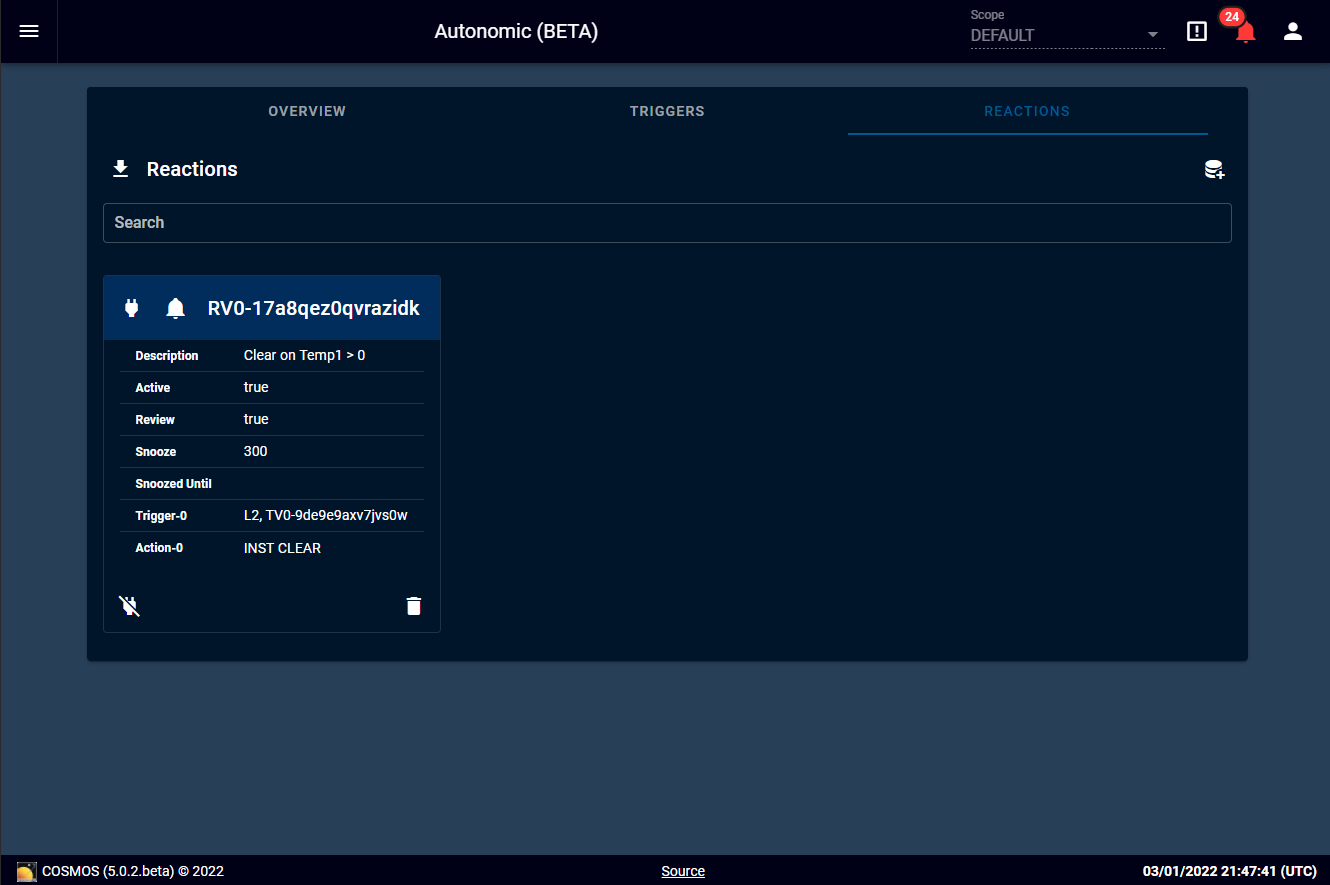 Autonomic (BETA)
Scope
DEFAULT
24
OVERVIEW TRIGGERS REACTIONS
Reactions
Search
RV0-17a8qez0qvrazidk
Description Clear on Temp1 > 0
Active true
Review true
Snooze 300
Snoozed Until
Trigger-0 L2, TV0-9de9e9axv7jvs0w
Action-0 INST CLEAR
COSMOS (5.0.2.beta) © 2022 Source 03/01/2022 21:47:41 (UTC)